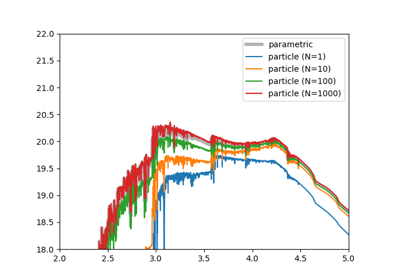 22.0
21.5
21.0
20.5
20.0
19.5
19.0
18.5
18.0
2.0 2.5 3.0 3.5 4.0 4.5 5.0
parametric
particle (N=1)
particle (N=10)
particle (N=100)
particle (N=1000)